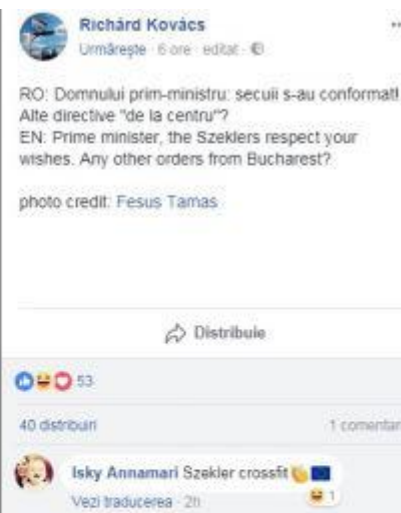 Richárd Kovács
Urmărește · 6 ore · editat ·
RO: Domnului prim-ministru: secuii s-au conformat!
Alte directive "de la centru"?
EN: Prime minister, the Szeklers respect your
wishes. Any other orders from Bucharest?
photo credit: Fesus Tamas
Distribuie
53
40 distribuiri
1 comentari
Isky Annamari Szekler crossfit
Vezi traducerea · 2h
1